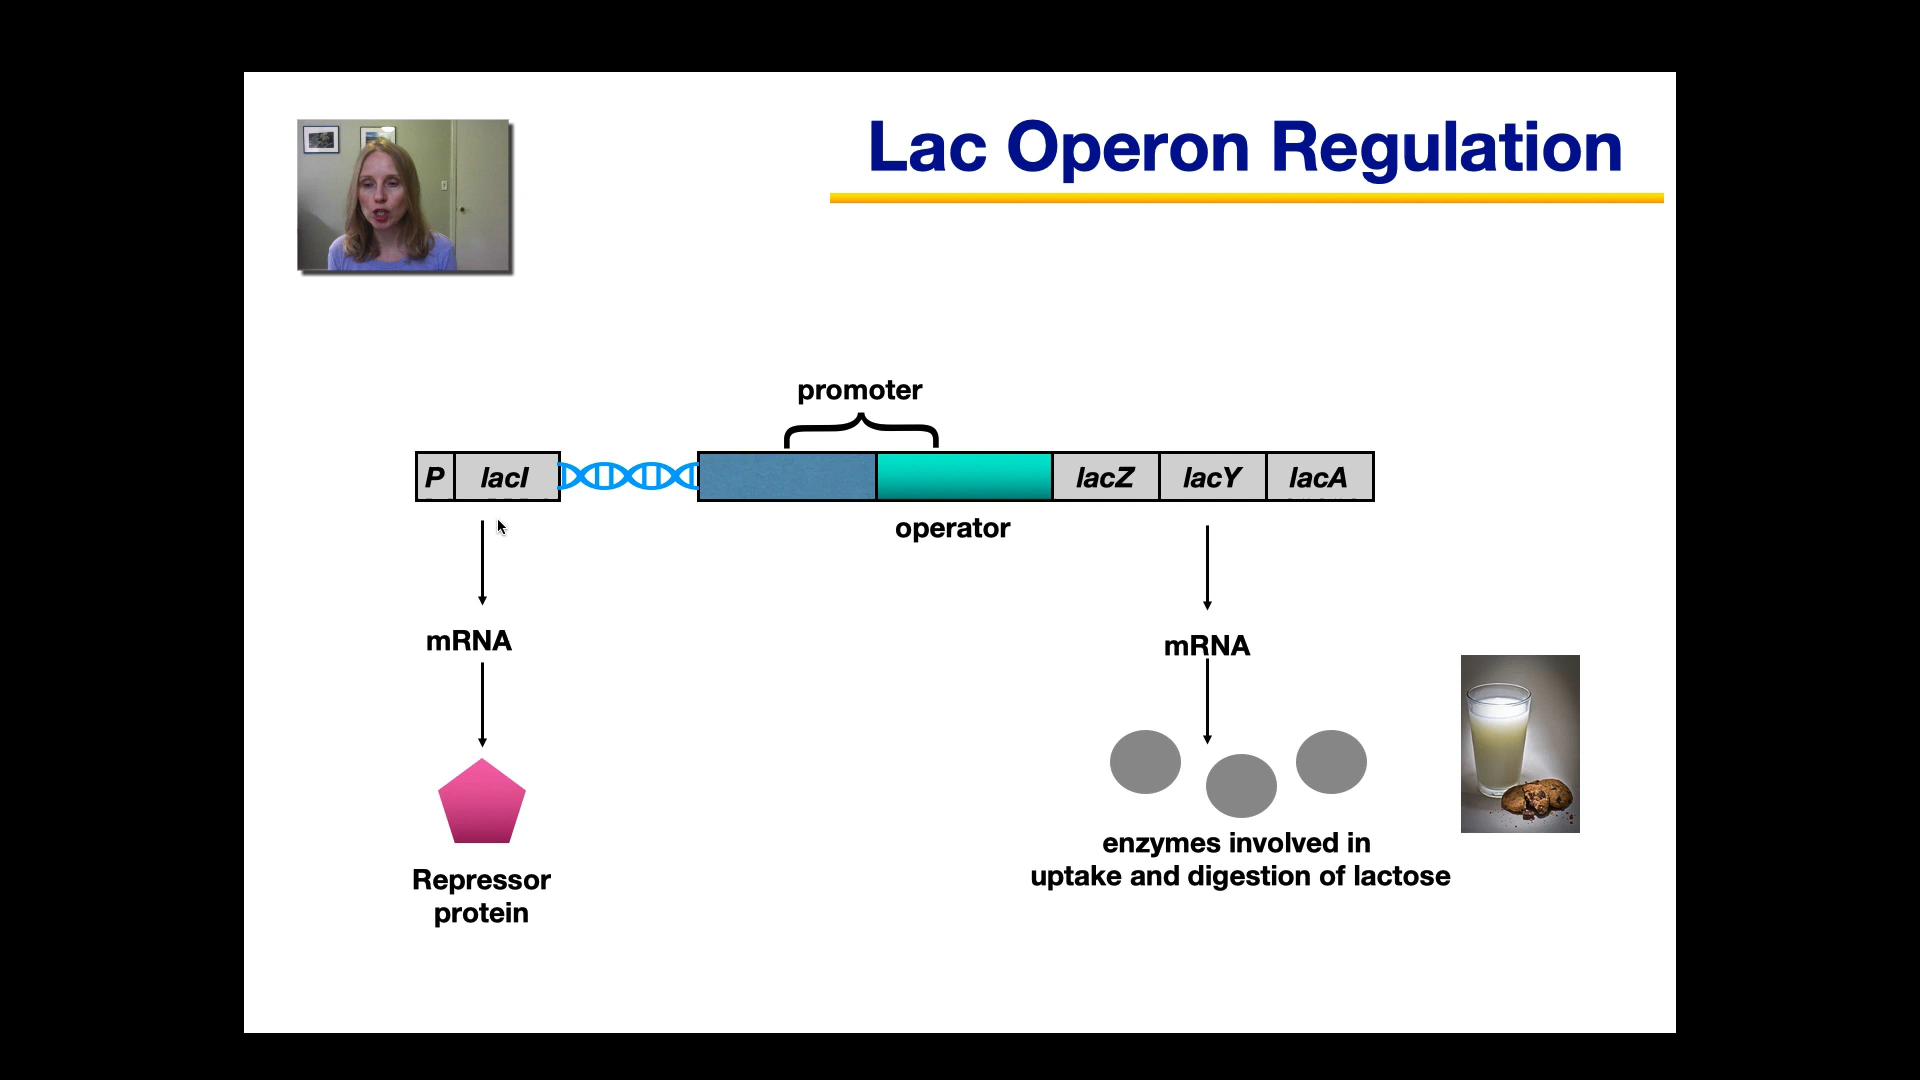 Lac Operon Regulation
promoter
P lacI lacZ lacY lacA
operator
mRNA
mRNA
enzymes involved in
uptake and digestion of lactose
Repressor
protein